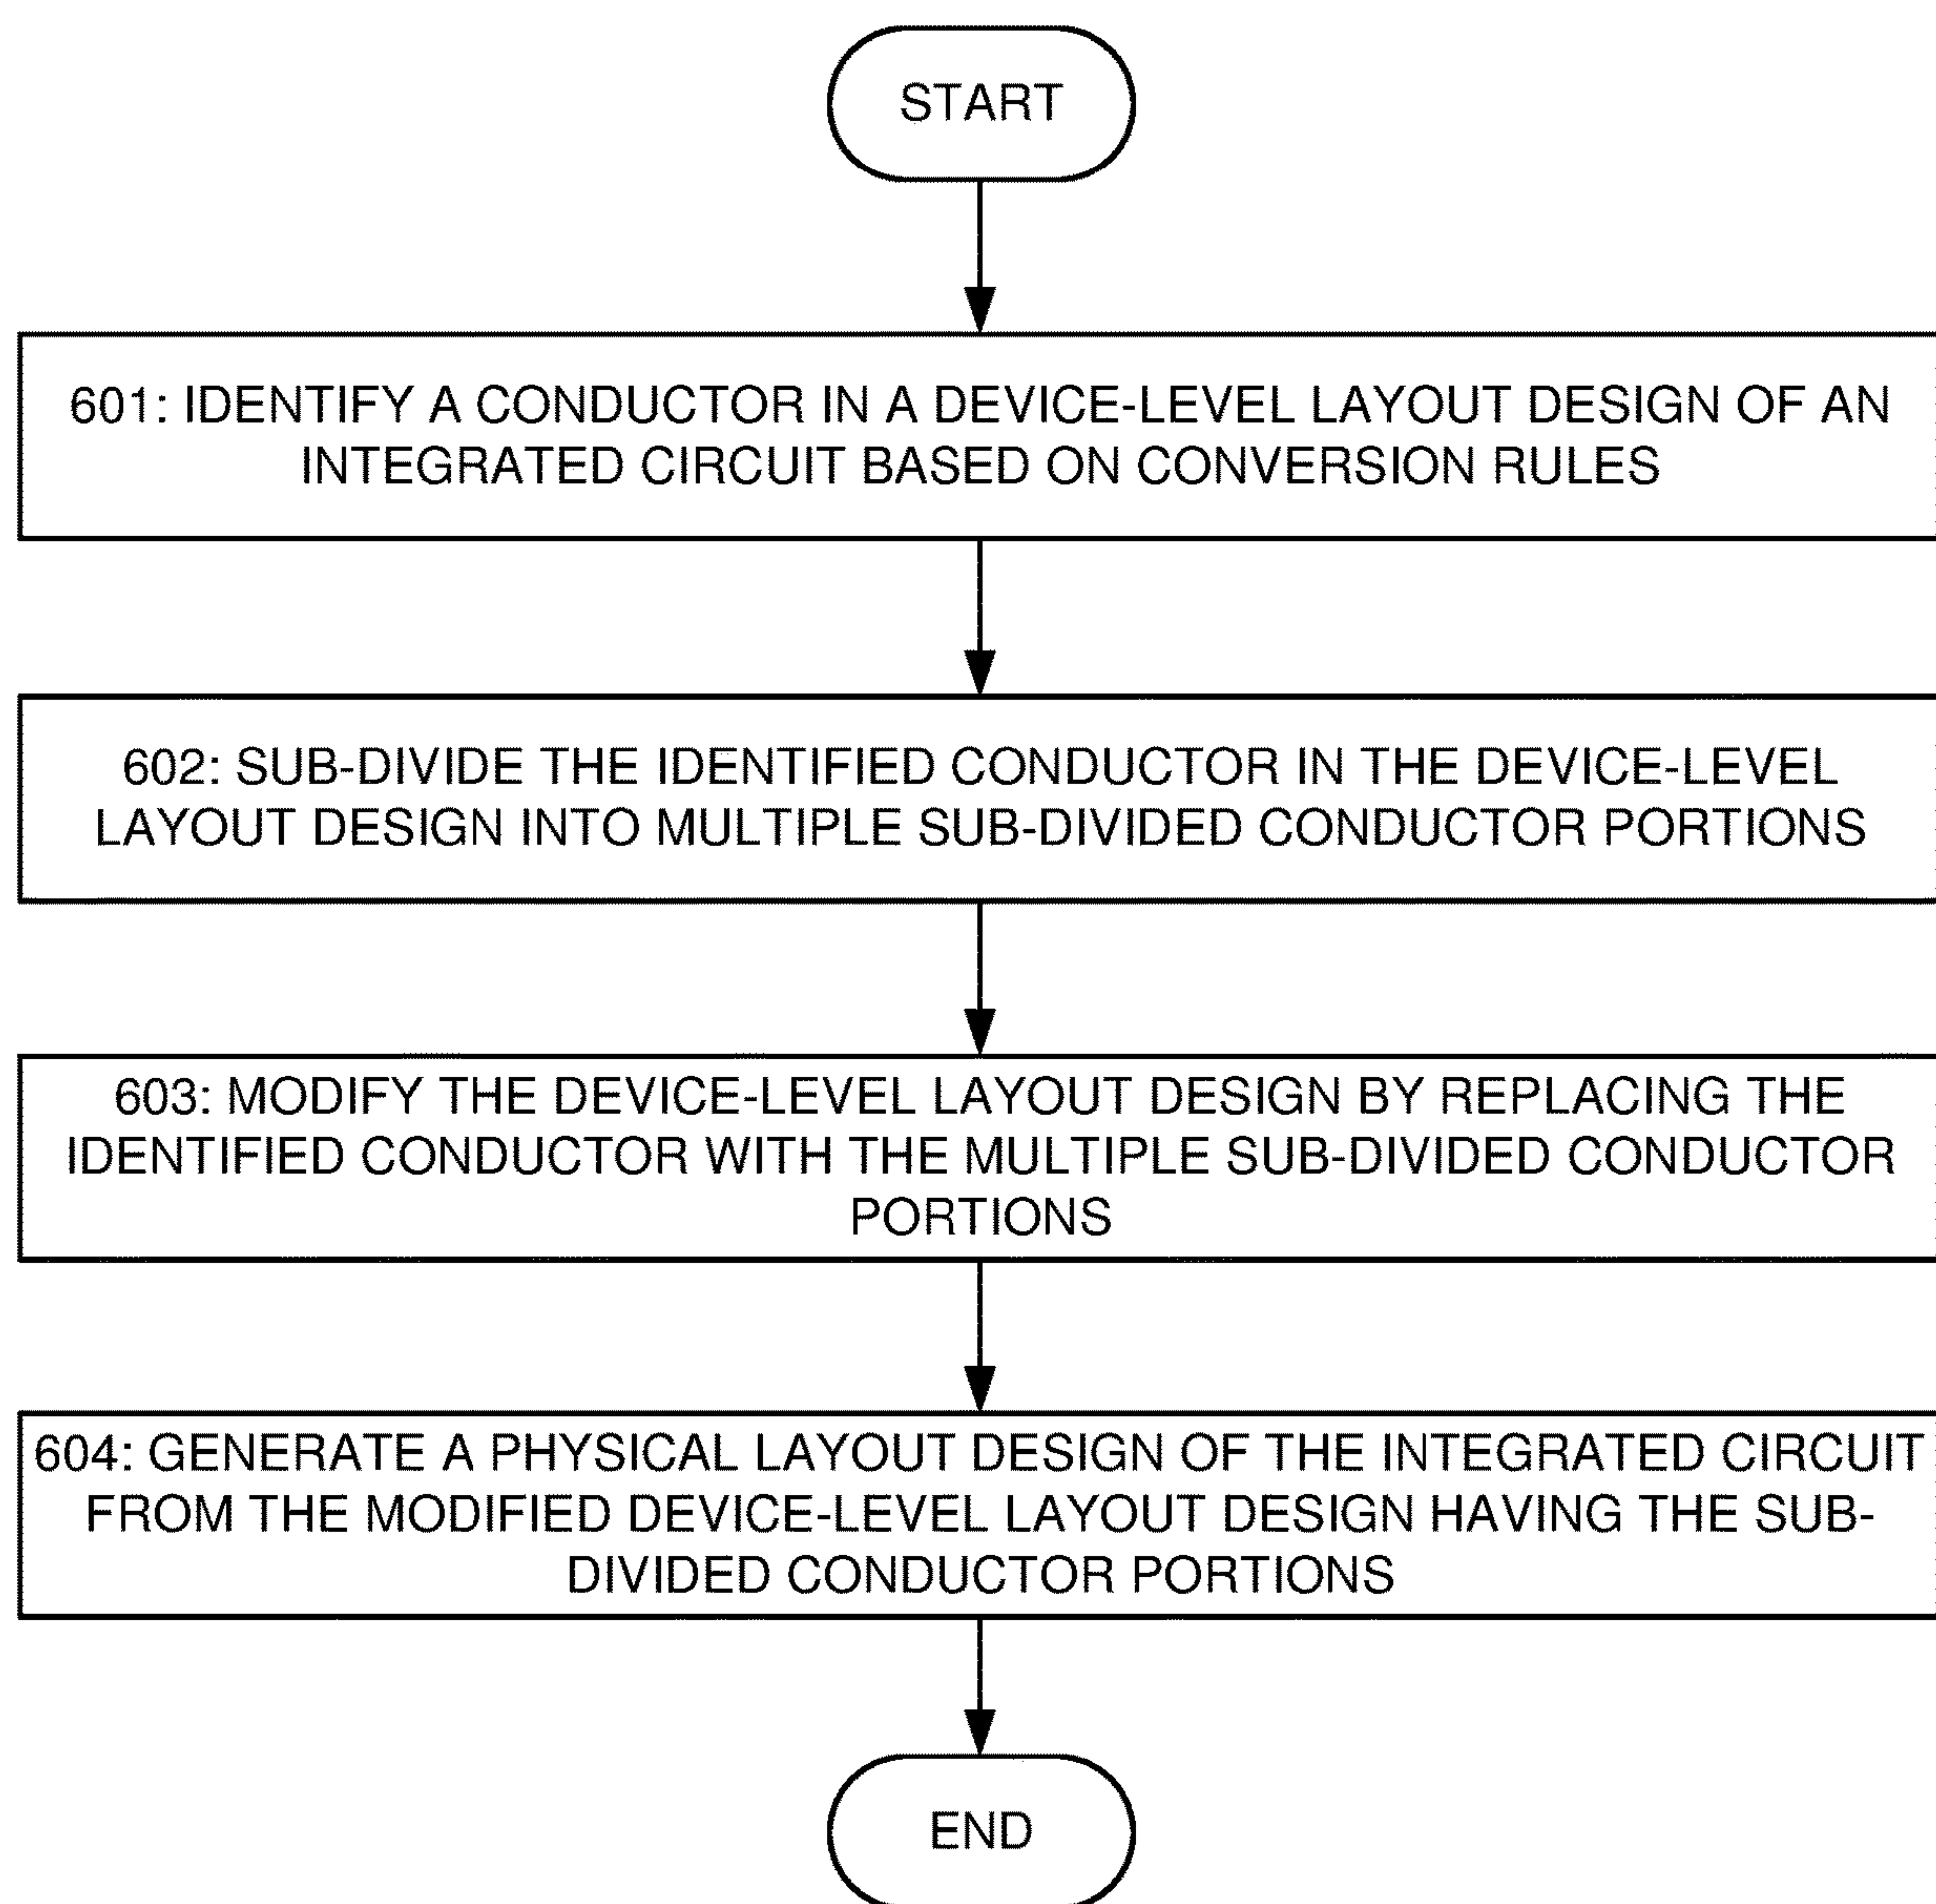 START
601: IDENTIFY A CONDUCTOR IN A DEVICE-LEVEL LAYOUT DESIGN OF AN
INTEGRATED CIRCUIT BASED ON CONVERSION RULES
602: SUB-DIVIDE THE IDENTIFIED CONDUCTOR IN THE DEVICE-LEVEL
LAYOUT DESIGN INTO MULTIPLE SUB-DIVIDED CONDUCTOR PORTIONS
603: MODIFY THE DEVICE-LEVEL LAYOUT DESIGN BY REPLACING THE
IDENTIFIED CONDUCTOR WITH THE MULTIPLE SUB-DIVIDED CONDUCTOR
PORTIONS
604: GENERATE A PHYSICAL LAYOUT DESIGN OF THE INTEGRATED CIRCUIT
FROM THE MODIFIED DEVICE-LEVEL LAYOUT DESIGN HAVING THE SUB-
DIVIDED CONDUCTOR PORTIONS
END